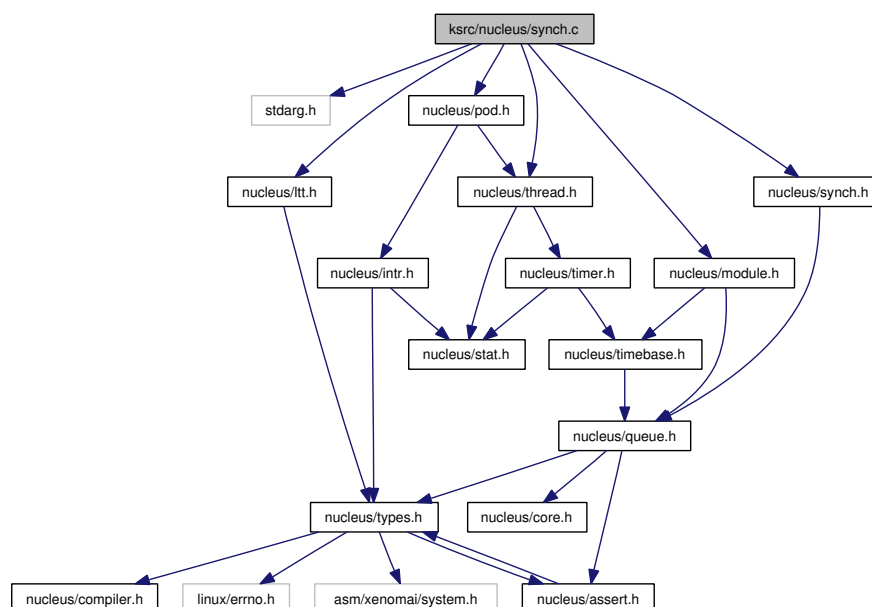 ksrc/nucleus/synch.c
stdarg.h
nucleus/pod.h
nucleus/ltt.h
nucleus/thread.h
nucleus/synch.h
nucleus/intr.h
nucleus/timer.h
nucleus/module.h
nucleus/stat.h
nucleus/timebase.h
nucleus/queue.h
nucleus/types.h
nucleus/core.h
nucleus/compiler.h
linux/errno.h
asm/xenomai/system.h
nucleus/assert.h